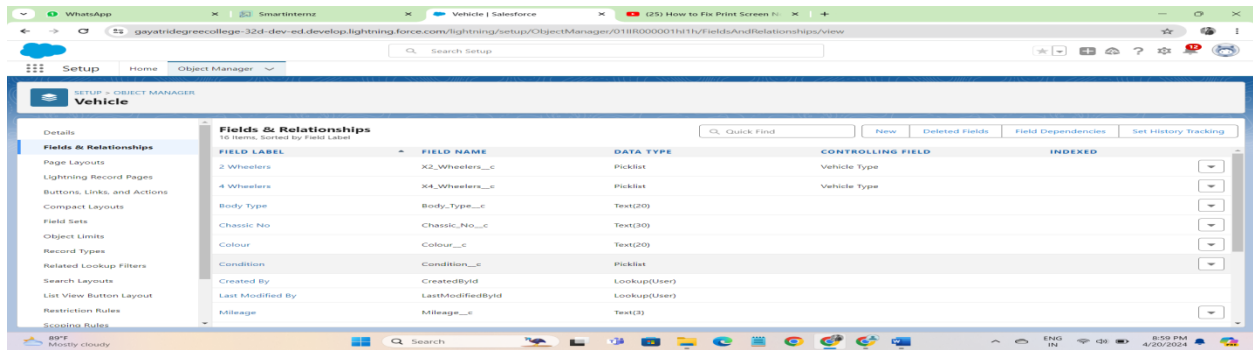 WhatsApp SmartInternz Vehicle | Salesforce (25) How to Fix Print Screen N
gayatridegreecollege-32d-dev-ed.develop.lightning.force.com/lightning/setup/ObjectManager/01IIR000001hI1h/FieldsAndRelationships/view
Search Setup
12
Setup Home Object Manager
SETUP > OBJECT MANAGER
Vehicle
Details
Fields & Relationships
Page Layouts
Lightning Record Pages
Buttons, Links, and Actions
Compact Layouts
Field Sets
Object Limits
Record Types
Related Lookup Filters
Search Layouts
List View Button Layout
Restriction Rules
Scoping Rules
Fields & Relationships
16 Items, Sorted by Field Label
Quick Find New Deleted Fields Field Dependencies Set History Tracking
FIELD LABEL FIELD NAME DATA TYPE CONTROLLING FIELD INDEXED
2 Wheelers X2_Wheelers__c Picklist Vehicle Type
4 Wheelers X4_Wheelers__c Picklist Vehicle Type
Body Type Body_Type__c Text(20)
Chassic No Chassic_No__c Text(30)
Colour Colour__c Text(20)
Condition Condition__c Picklist
Created By CreatedById Lookup(User)
Last Modified By LastModifiedById Lookup(User)
Mileage Mileage__c Text(3)
89°F
Mostly cloudy
Search
ENG
IN
8:59 PM
4/20/2024